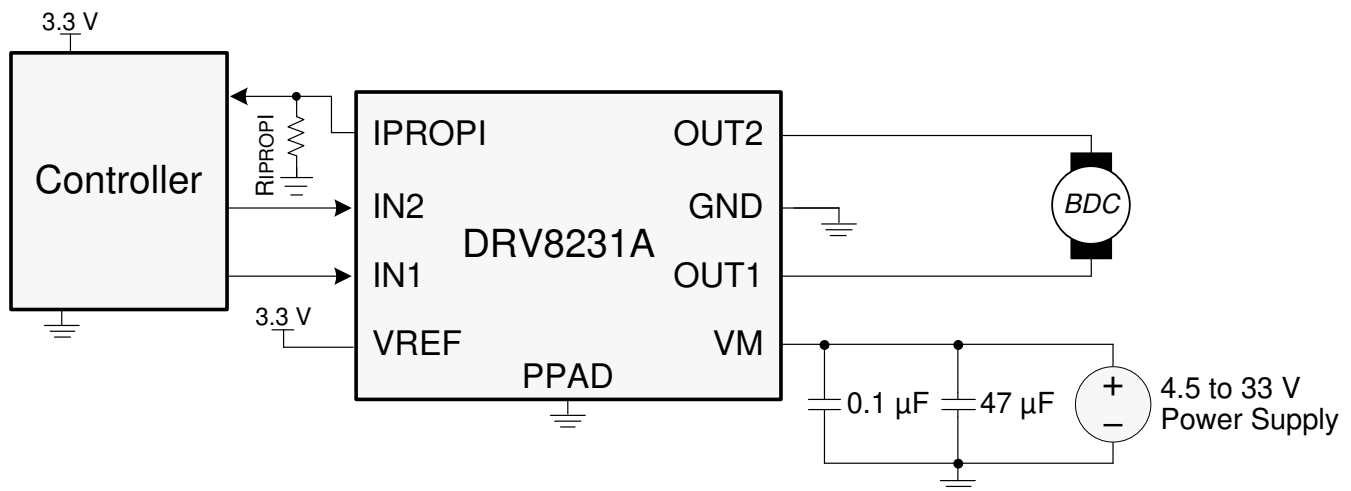 3.3 V
Controller
RIPROPI
3.3 V
IPROPI
IN2
IN1
VREF
DRV8231A
PPAD
OUT2
GND
OUT1
VM
BDC
0.1 µF
47 µF
+
–
4.5 to 33 V
Power Supply